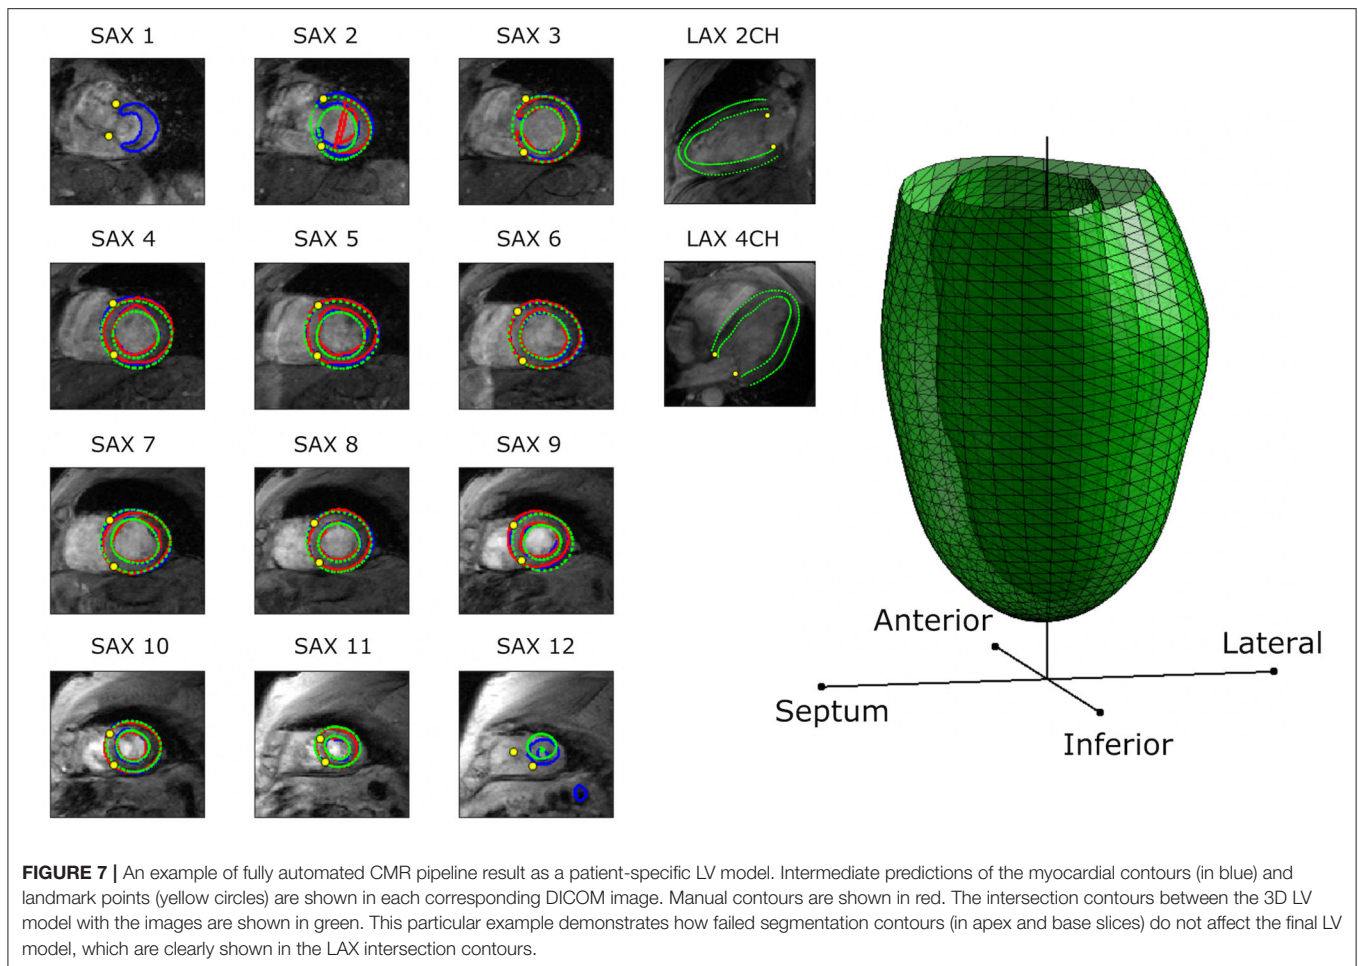 SAX 1
SAX 2
SAX 3
LAX 2CH
SAX 4
SAX 5
SAX 6
LAX 4CH
SAX 7
SAX 8
SAX 9
SAX 10
SAX 11
SAX 12
Anterior
Lateral
Septum
Inferior
FIGURE 7 | An example of fully automated CMR pipeline result as a patient-specific LV model. Intermediate predictions of the myocardial contours (in blue) and
landmark points (yellow circles) are shown in each corresponding DICOM image. Manual contours are shown in red. The intersection contours between the 3D LV
model with the images are shown in green. This particular example demonstrates how failed segmentation contours (in apex and base slices) do not affect the final LV
model, which are clearly shown in the LAX intersection contours.